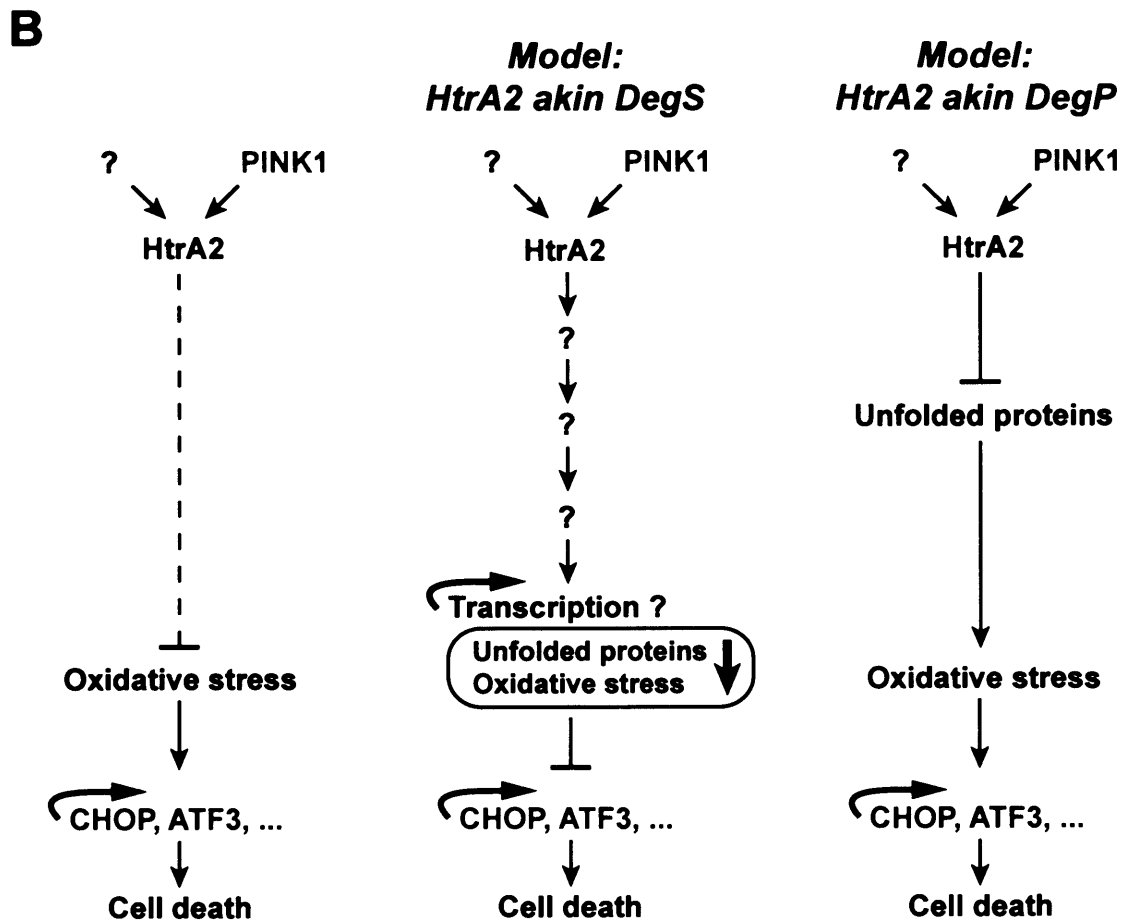 B
? PINK1
HtrA2
Oxidative stress
CHOP, ATF3, ...
Cell death
Model:
HtrA2 akin DegS
? PINK1
HtrA2
?
?
?
Transcription ?
Unfolded proteins
Oxidative stress
CHOP, ATF3, ...
Cell death
Model:
HtrA2 akin DegP
? PINK1
HtrA2
Unfolded proteins
Oxidative stress
CHOP, ATF3, ...
Cell death